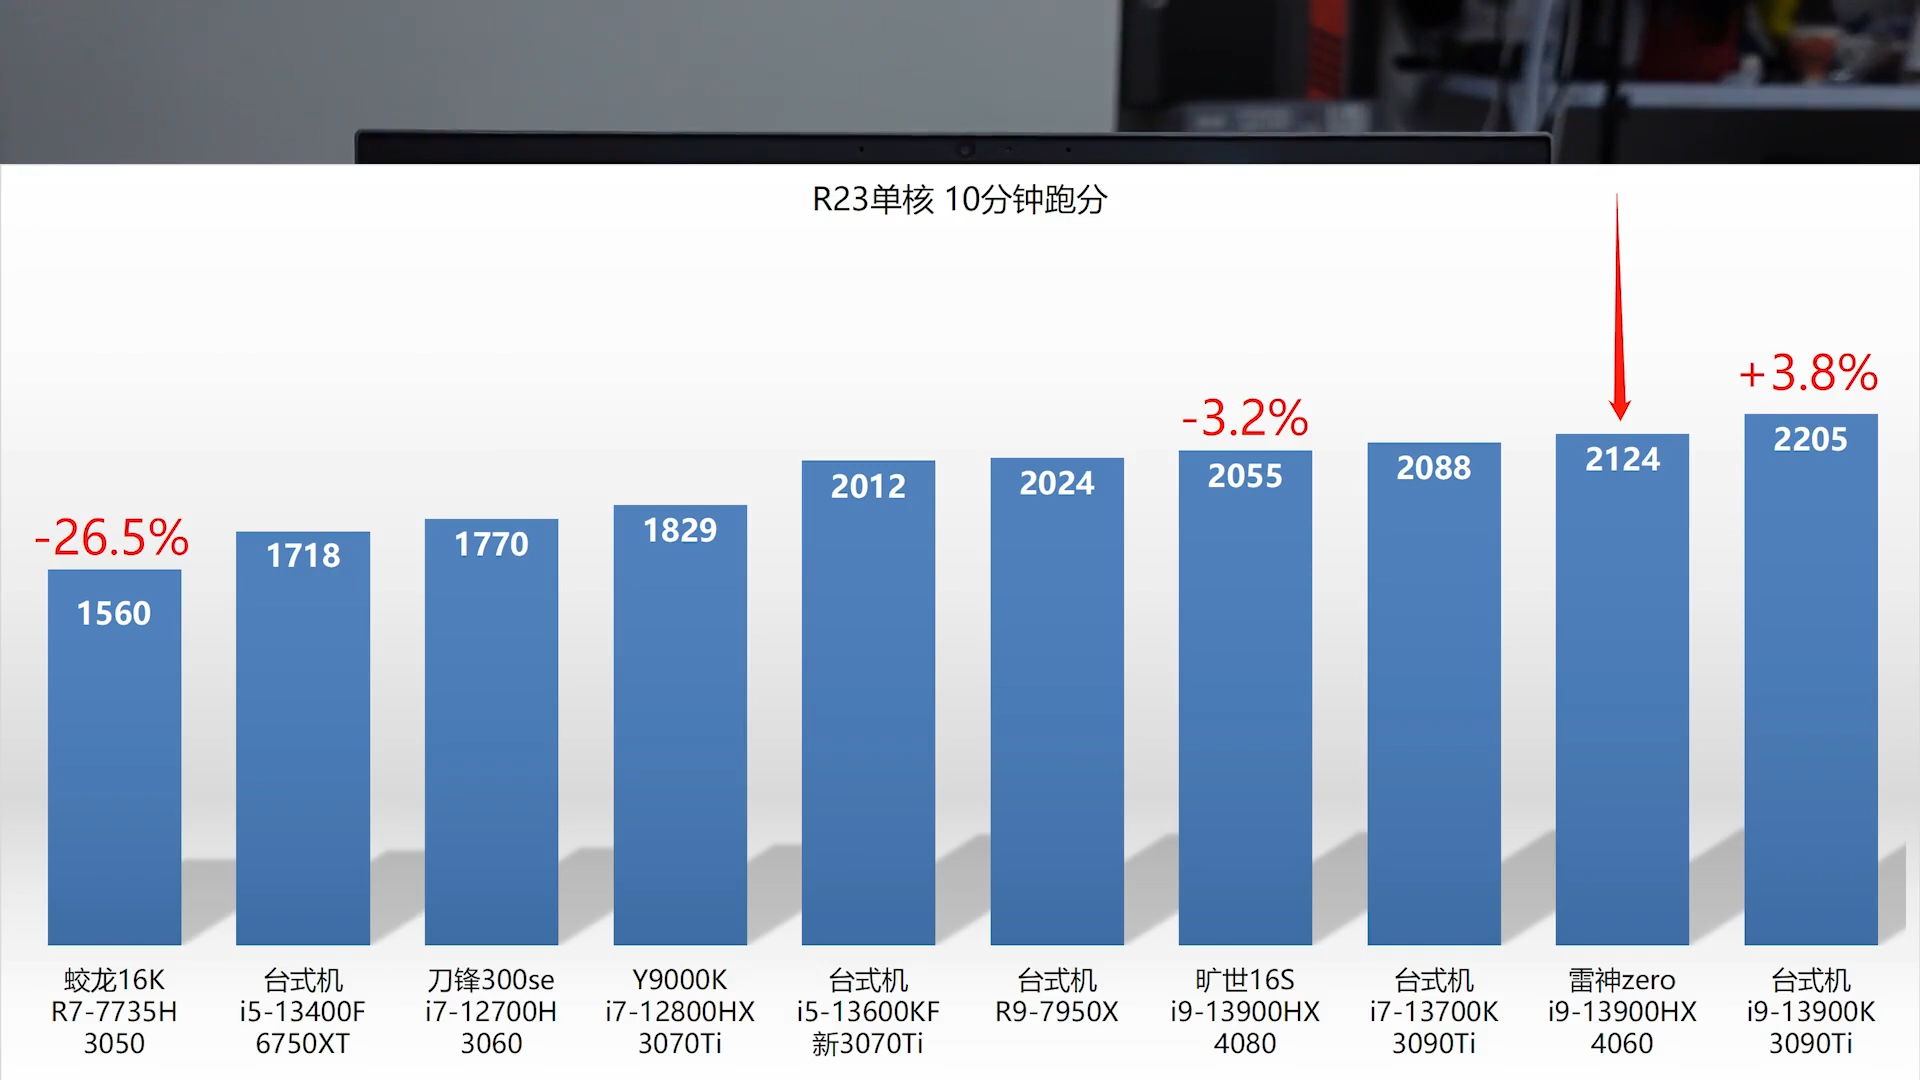 R23单核 10分钟跑分
+3.8%
-3.2%
-26.5%
1560
1718
1770
1829
2012
2024
2055
2088
2124
2205
蛟龙16K
R7-7735H
3050
台式机
i5-13400F
6750XT
刀锋300se
i7-12700H
3060
Y9000K
i7-12800HX
3070Ti
台式机
i5-13600KF
新3070Ti
台式机
R9-7950X
旷世16S
i9-13900HX
4080
台式机
i7-13700K
3090Ti
雷神zero
i9-13900HX
4060
台式机
i9-13900K
3090Ti